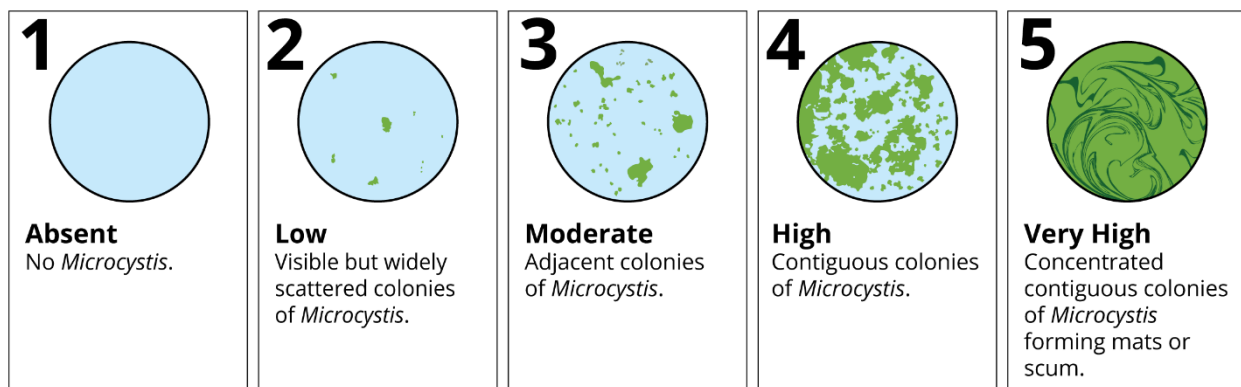 1
Absent
No Microcystis.
2
Low
Visible but widely
scattered colonies
of Microcystis.
3
Moderate
Adjacent colonies
of Microcystis.
4
High
Contiguous colonies
of Microcystis.
5
Very High
Concentrated
contiguous colonies
of Microcystis
forming mats or
scum.